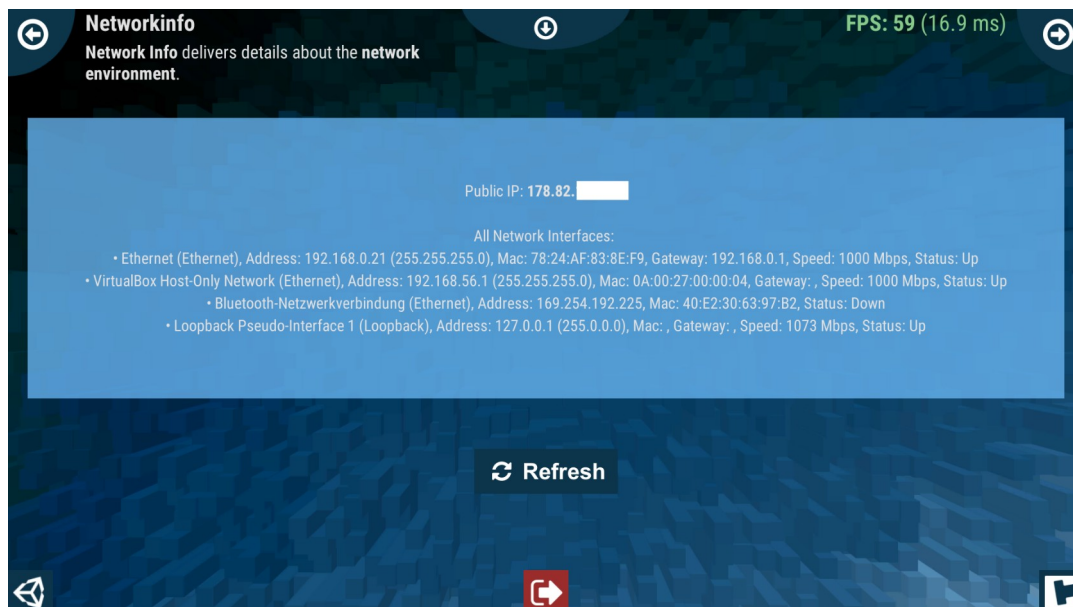 Networkinfo
FPS: 59 (16.9 ms)
Network Info delivers details about the network
environment.
Public IP: 178.82.
All Network Interfaces:
• Ethernet (Ethernet), Address: 192.168.0.21 (255.255.255.0), Mac: 78:24:AF:83:8E:F9, Gateway: 192.168.0.1, Speed: 1000 Mbps, Status: Up
• VirtualBox Host-Only Network (Ethernet), Address: 192.168.56.1 (255.255.255.0), Mac: 0A:00:27:00:00:04, Gateway: , Speed: 1000 Mbps, Status: Up
• Bluetooth-Netzwerkverbindung (Ethernet), Address: 169.254.192.225, Mac: 40:E2:30:63:97:B2, Status: Down
• Loopback Pseudo-Interface 1 (Loopback), Address: 127.0.0.1 (255.0.0.0), Mac: , Gateway: , Speed: 1073 Mbps, Status: Up
Refresh